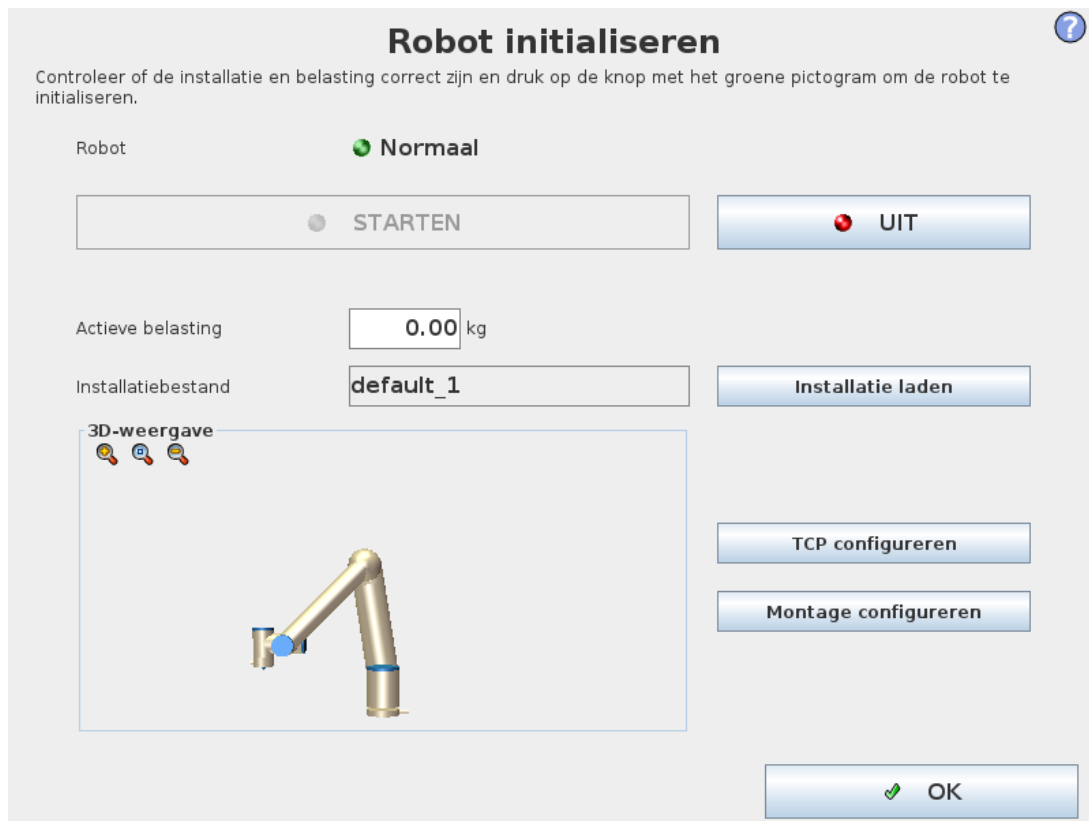 Robot initialiseren
?
Controleer of de installatie en belasting correct zijn en druk op de knop met het groene pictogram om de robot te
initialiseren.
Robot Normaal
STARTEN UIT
Actieve belasting 0.00 kg
Installatiebestand default_1 Installatie laden
3D-weergave
TCP configureren
Montage configureren
OK